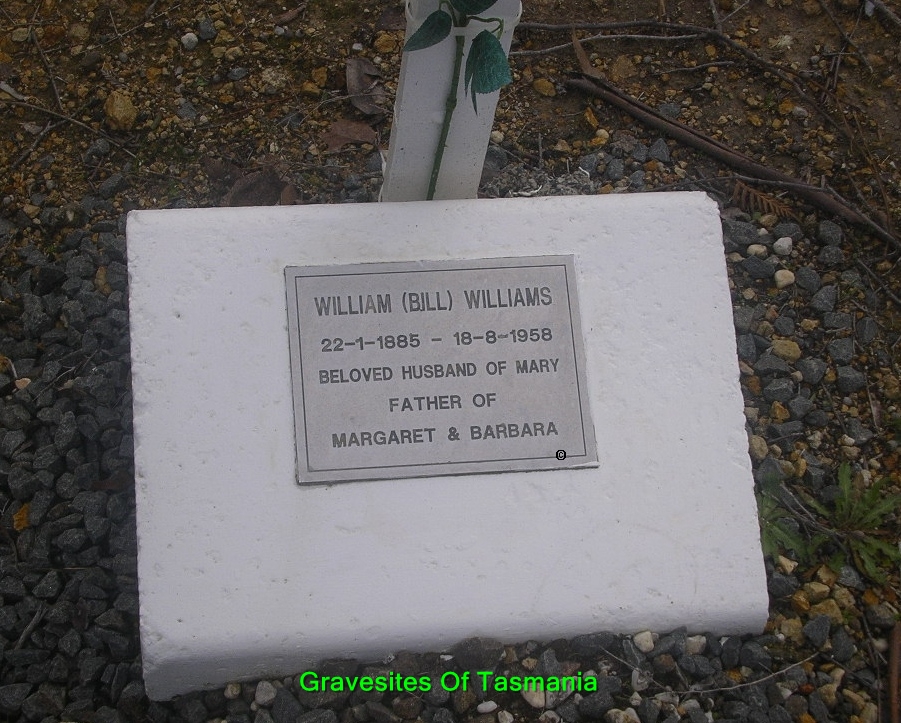 WILLIAM (BILL) WILLIAMS
22-1-1885 - 18-8-1958
BELOVED HUSBAND OF MARY
FATHER OF
MARGARET & BARBARA
©
Gravesites Of Tasmania